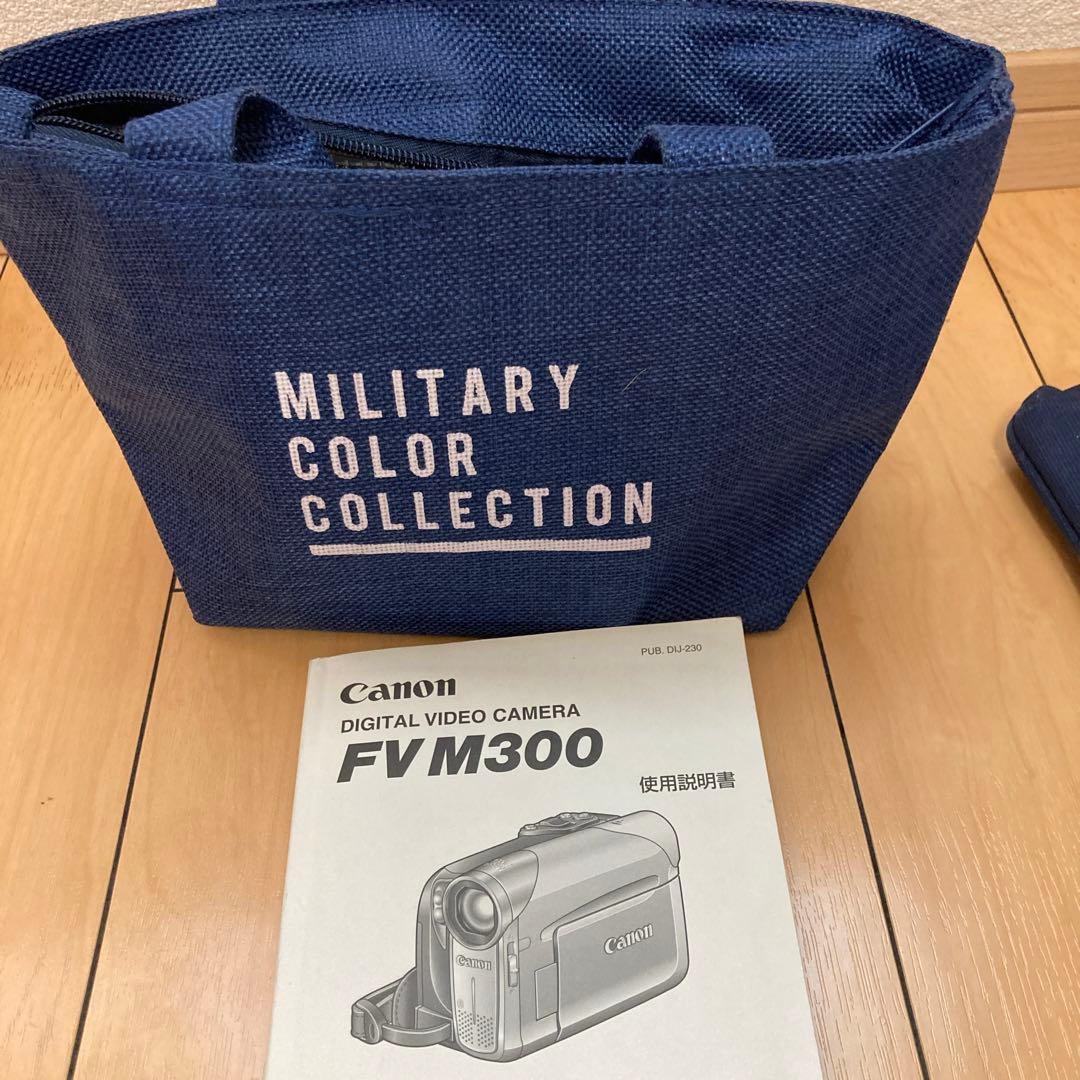 MILITARY
COLOR
COLLECTION
PUB. DIJ-230
Canon
DIGITAL VIDEO CAMERA
FV M300
使用説明書
Canon
Canon